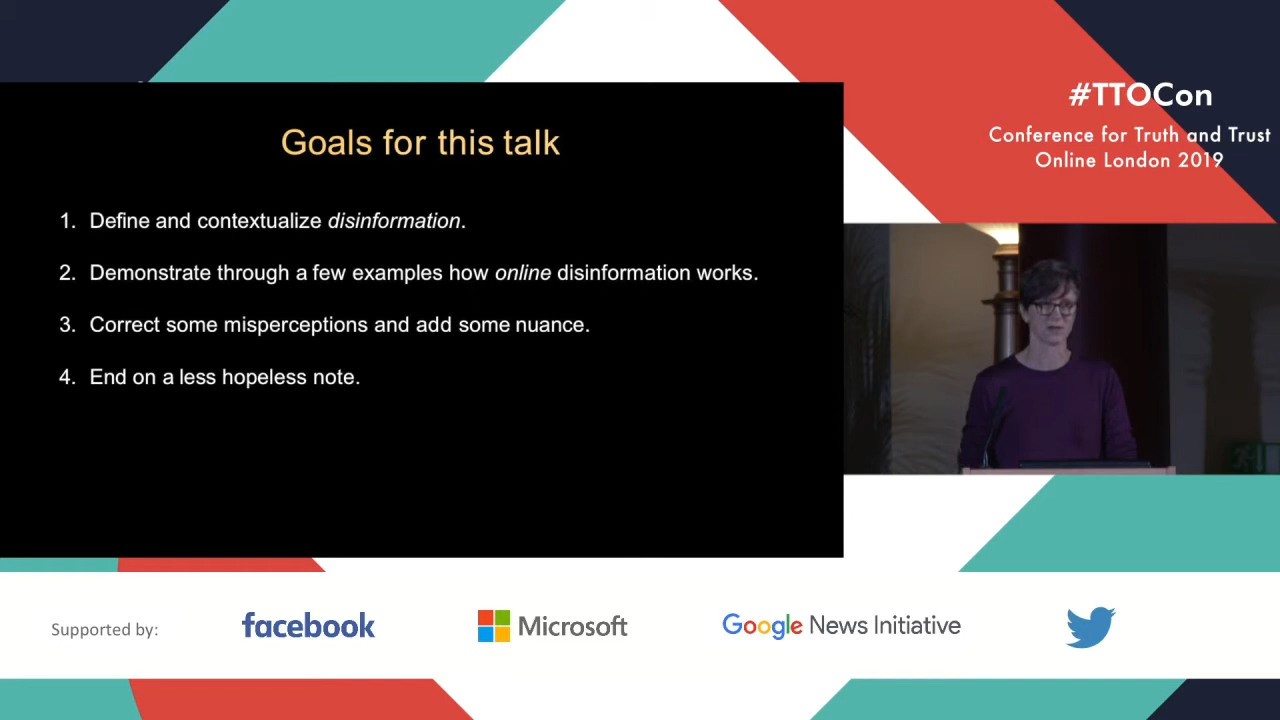 Goals for this talk
1. Define and contextualize disinformation.
2. Demonstrate through a few examples how online disinformation works.
3. Correct some misperceptions and add some nuance.
4. End on a less hopeless note.
#TTOCon
Conference for Truth and Trust
Online London 2019
Supported by:
facebook
Microsoft
Google News Initiative